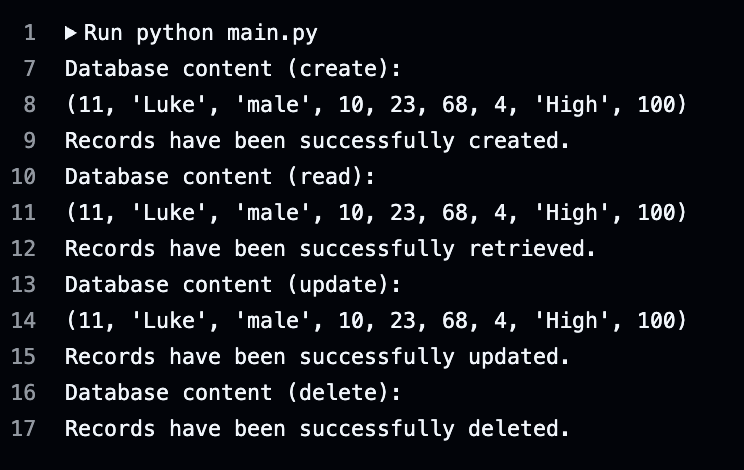 1 ▶ Run python main.py
7 Database content (create):
8 (11, 'Luke', 'male', 10, 23, 68, 4, 'High', 100)
9 Records have been successfully created.
10 Database content (read):
11 (11, 'Luke', 'male', 10, 23, 68, 4, 'High', 100)
12 Records have been successfully retrieved.
13 Database content (update):
14 (11, 'Luke', 'male', 10, 23, 68, 4, 'High', 100)
15 Records have been successfully updated.
16 Database content (delete):
17 Records have been successfully deleted.